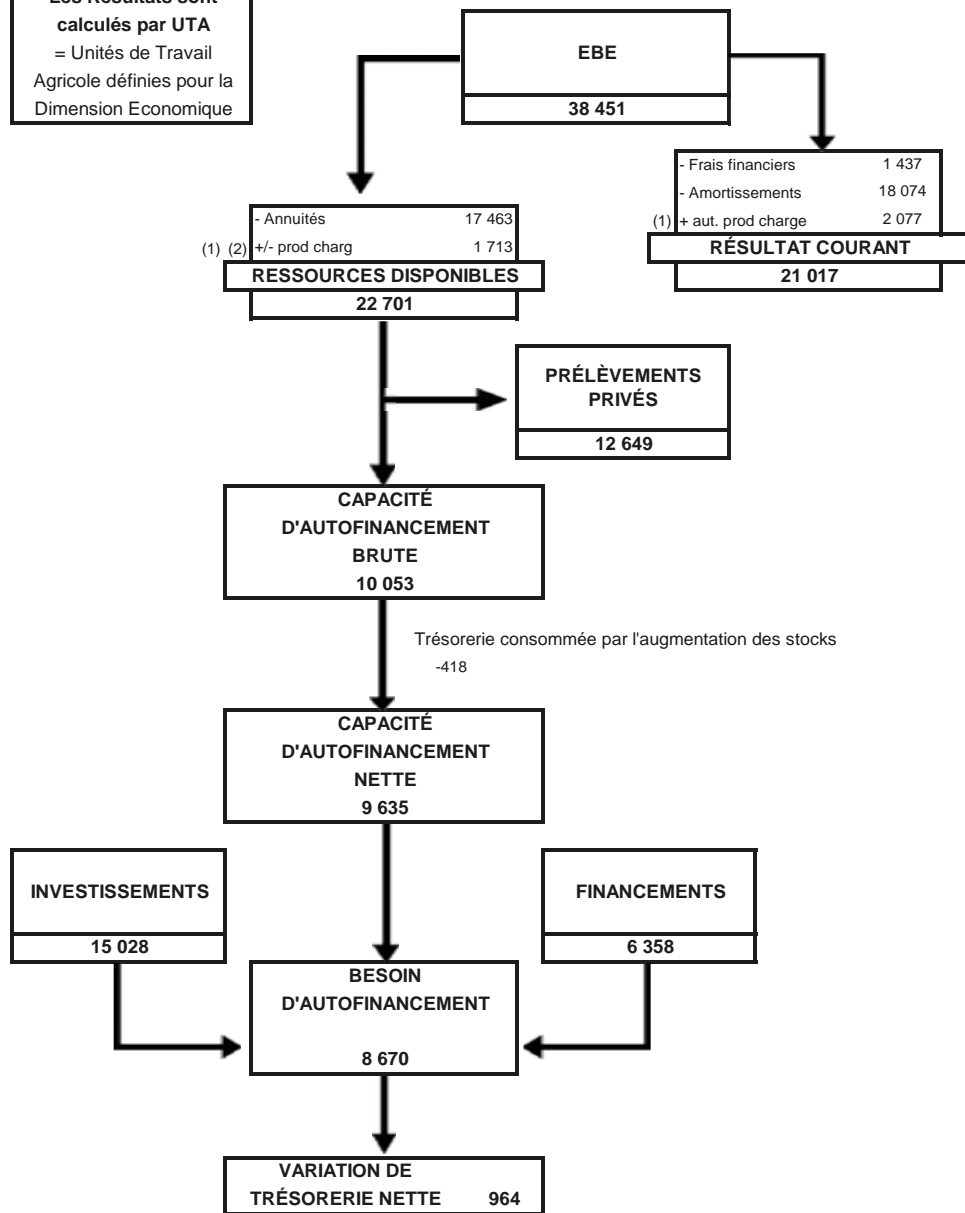 Les Résultats sont
calculés par UTA
= Unités de Travail
Agricole définies pour la
Dimension Economique
EBE
38 451
- Frais financiers 1 437
- Amortissements 18 074
(1) + aut. prod charge 2 077
RÉSULTAT COURANT
21 017
- Annuités 17 463
(1) (2) +/- prod charg 1 713
RESSOURCES DISPONIBLES
22 701
PRÉLÈVEMENTS
PRIVÉS
12 649
CAPACITÉ
D'AUTOFINANCEMENT
BRUTE
10 053
Trésorerie consommée par l'augmentation des stocks
-418
CAPACITÉ
D'AUTOFINANCEMENT
NETTE
9 635
INVESTISSEMENTS
15 028
FINANCEMENTS
6 358
BESOIN
D'AUTOFINANCEMENT
8 670
VARIATION DE
TRÉSORERIE NETTE 964